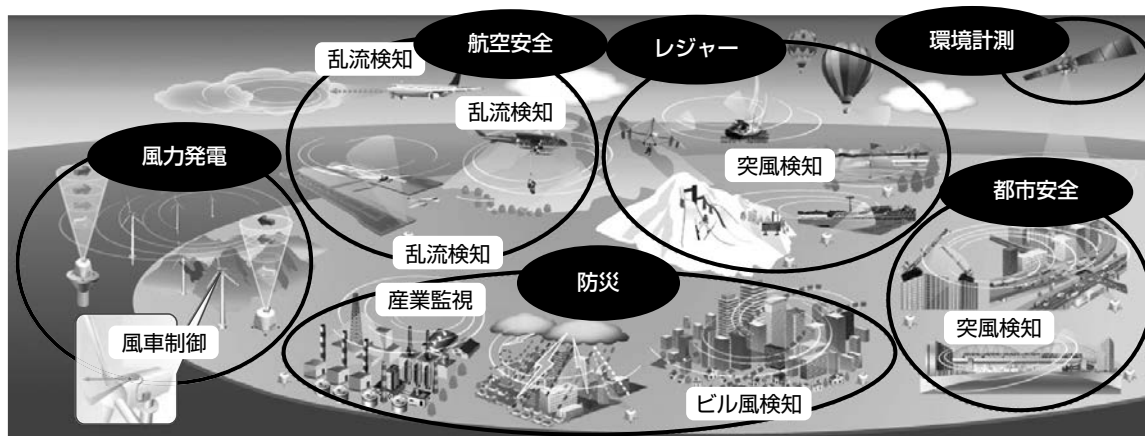 航空安全
レジャー
環境計測
乱流検知
乱流検知
風力発電
突風検知
都市安全
乱流検知
防災
産業監視
風車制御
突風検知
ビル風検知